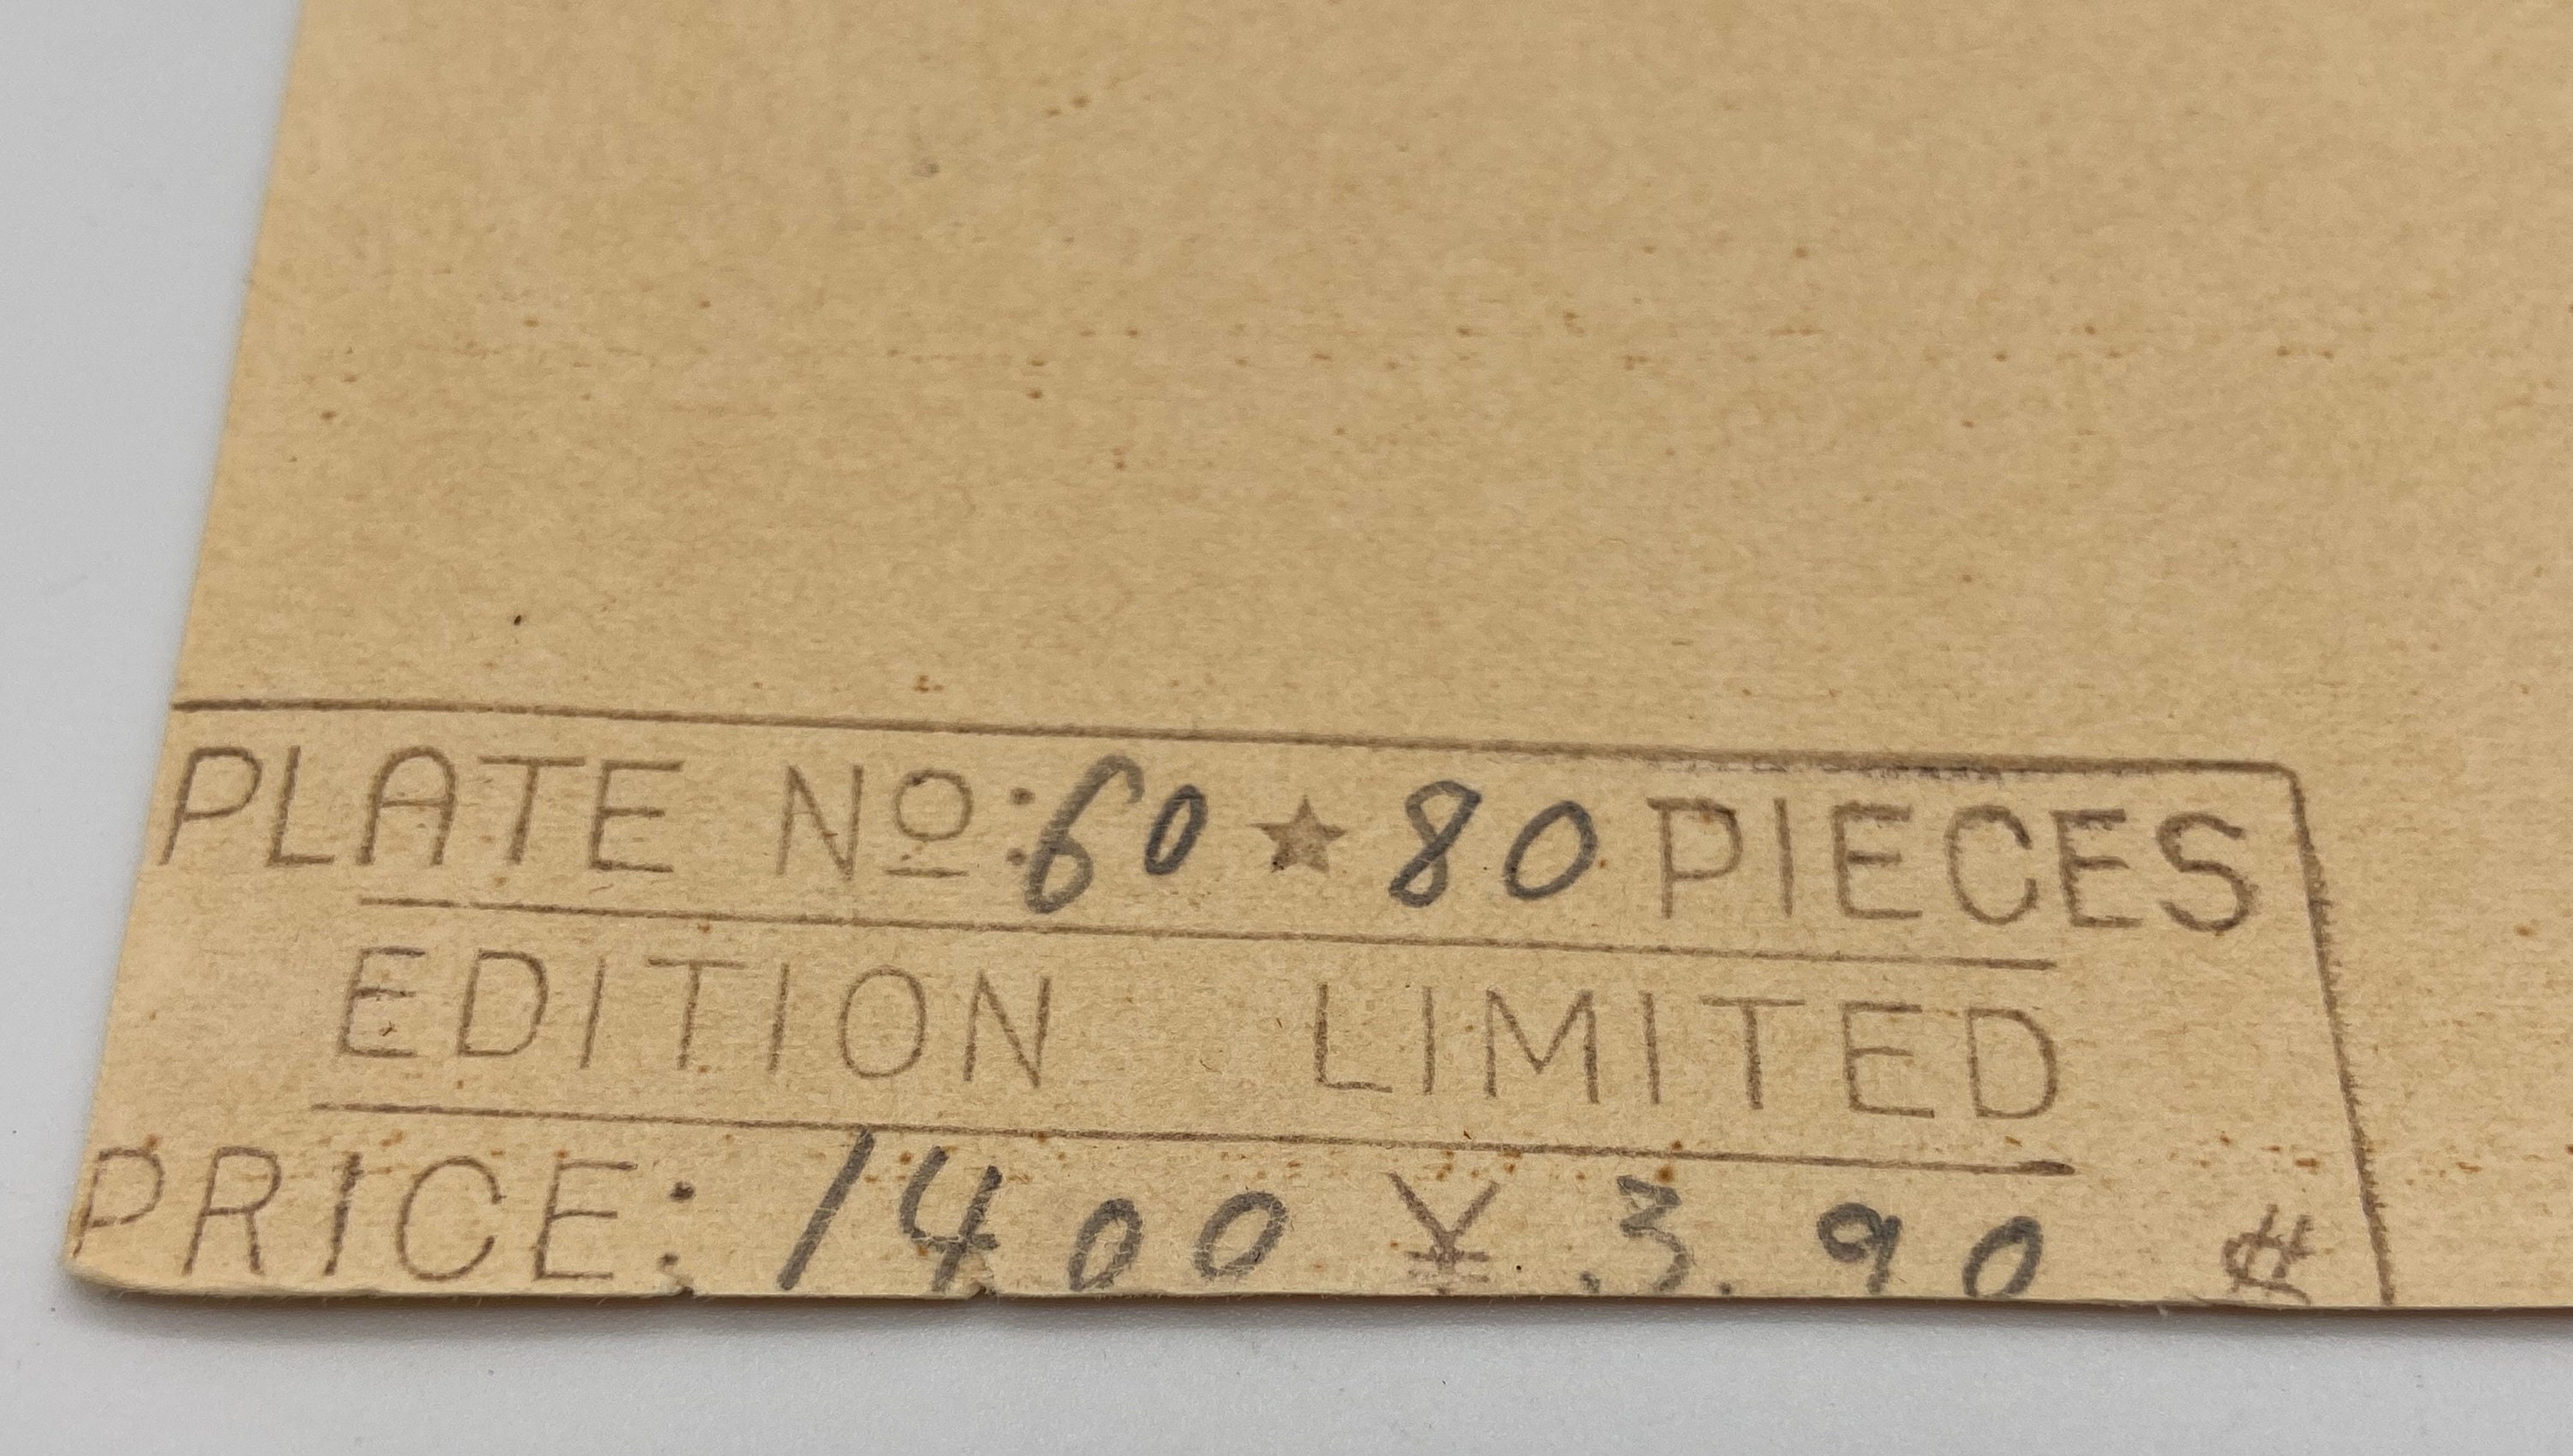 PLATE Nº: 60 ★ 80 PIECES
EDITION LIMITED
PRICE: 1400 ¥ 3.90 $